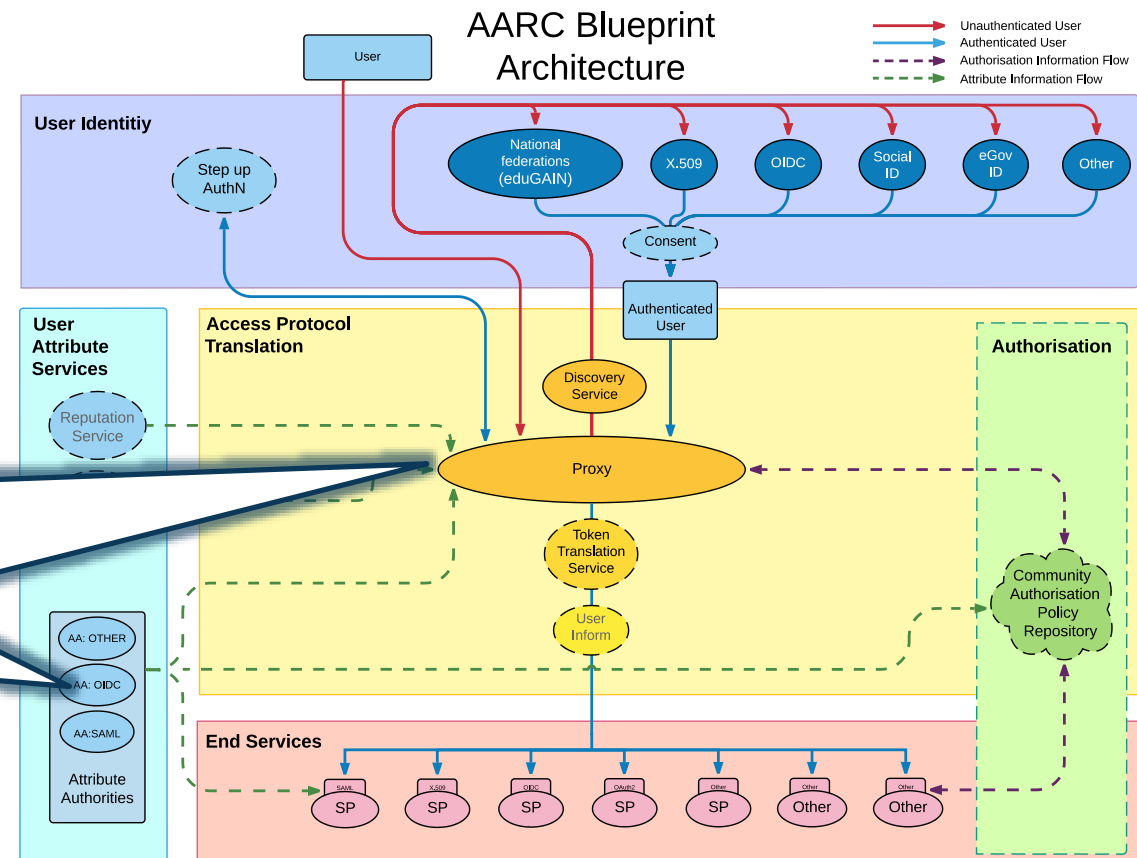 AARC Blueprint
Architecture
Unauthenticated User
Authenticated User
Authorisation Information Flow
Attribute Information Flow
User
User Identitiy
Step up
AuthN
National
federations
(eduGAIN)
X.509
OIDC
Social
ID
eGov
ID
Other
Consent
Authenticated
User
User
Attribute
Services
Access Protocol
Translation
Authorisation
Discovery
Service
Reputation
Service
Proxy
Token
Translation
Service
User
Inform
Community
Authorisation
Policy
Repository
AA: OTHER
AA: OIDC
AA:SAML
Attribute
Authorities
End Services
SAML
SP
X.509
SP
OIDC
SP
OAuth2
SP
Other
SP
Other
Other
Other
Other